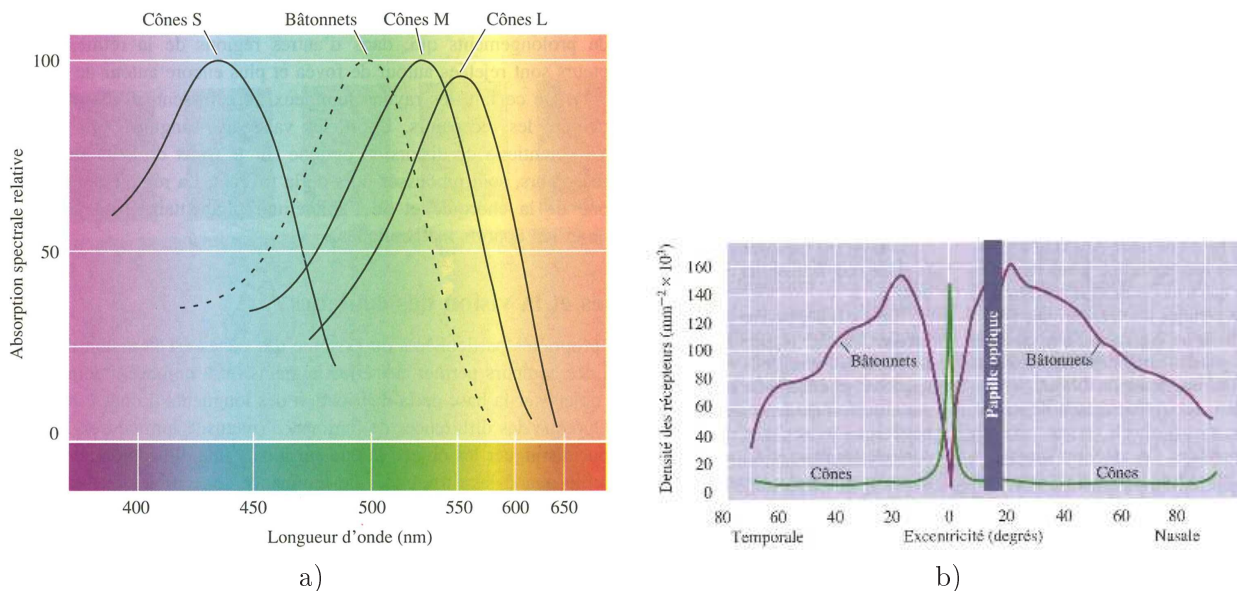 Cônes S
Bâtonnets
Cônes M
Cônes L
Absorption spectrale relative
100
50
0
400
450
500
550
600
650
Longueur d'onde (nm)
a)
Densité des récepteurs (mm⁻² × 10³)
160
140
120
100
80
60
40
20
0
Bâtonnets
Papille optique
Bâtonnets
Cônes
Cônes
80
60
40
20
0
20
40
60
80
Temporale
Excentricité (degrés)
Nasale
b)